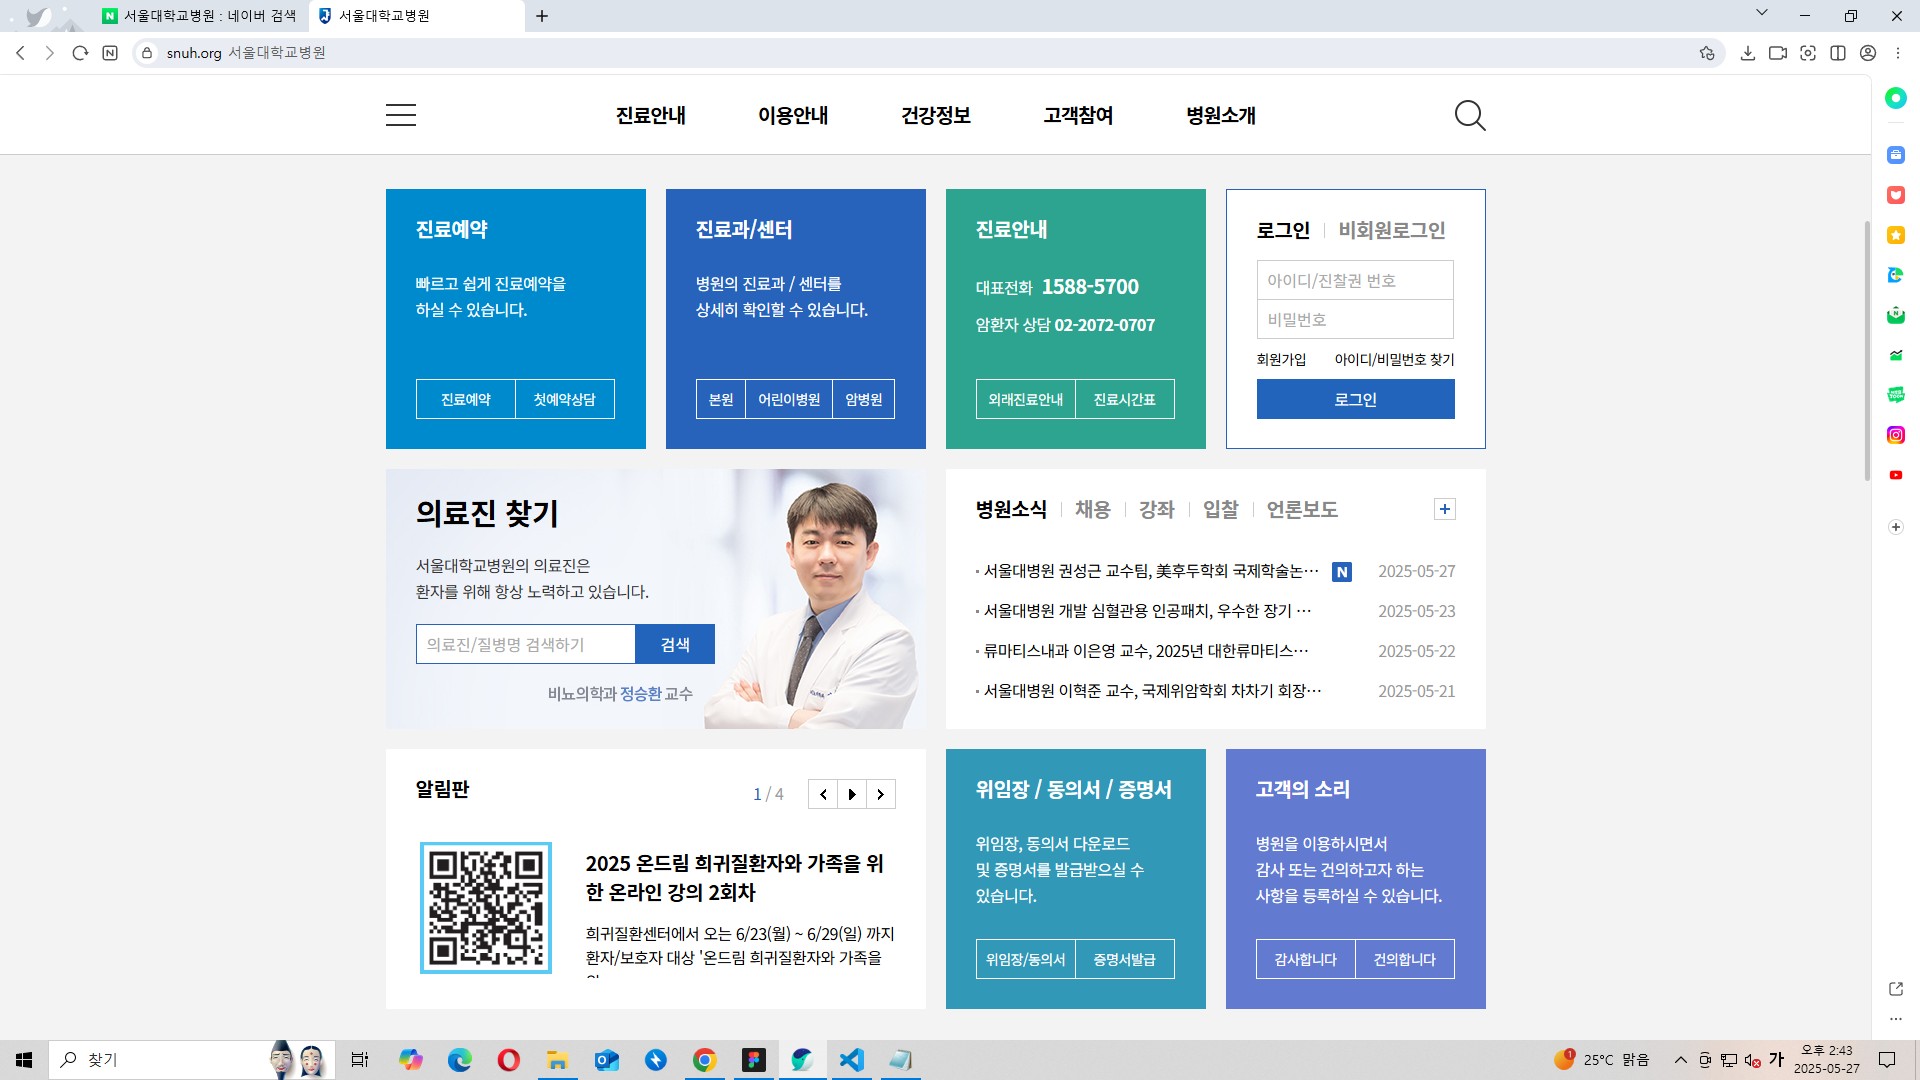 서울대학교병원 : 네이버 검색
서울대학교병원
snuh.org 서울대학교병원
진료안내 이용안내 건강정보 고객참여 병원소개
진료예약
빠르고 쉽게 진료예약을
하실 수 있습니다.
진료예약 첫예약상담
진료과/센터
병원의 진료과 / 센터를
상세히 확인할 수 있습니다.
본원 어린이병원 암병원
진료안내
대표전화 1588-5700
암환자 상담 02-2072-0707
외래진료안내 진료시간표
로그인 비회원로그인
아이디/진찰권 번호
비밀번호
회원가입 아이디/비밀번호 찾기
로그인
의료진 찾기
서울대학교병원의 의료진은
환자를 위해 항상 노력하고 있습니다.
의료진/질병명 검색하기 검색
비뇨의학과 정승환 교수
병원소식 채용 강좌 입찰 언론보도
서울대병원 권성근 교수팀, 美후두학회 국제학술논… N 2025-05-27
서울대병원 개발 심혈관용 인공패치, 우수한 장기 … 2025-05-23
류마티스내과 이은영 교수, 2025년 대한류마티스… 2025-05-22
서울대병원 이혁준 교수, 국제위암학회 차차기 회장… 2025-05-21
알림판
1 / 4
2025 온드림 희귀질환자와 가족을 위
한 온라인 강의 2회차
희귀질환센터에서 오는 6/23(월) ~ 6/29(일) 까지
환자/보호자 대상 '온드림 희귀질환자와 가족을
위임장 / 동의서 / 증명서
위임장, 동의서 다운로드
및 증명서를 발급받으실 수
있습니다.
위임장/동의서 증명서발급
고객의 소리
병원을 이용하시면서
감사 또는 건의하고자 하는
사항을 등록하실 수 있습니다.
감사합니다 건의합니다
찾기
1 25°C 맑음
가
오후 2:43
2025-05-27